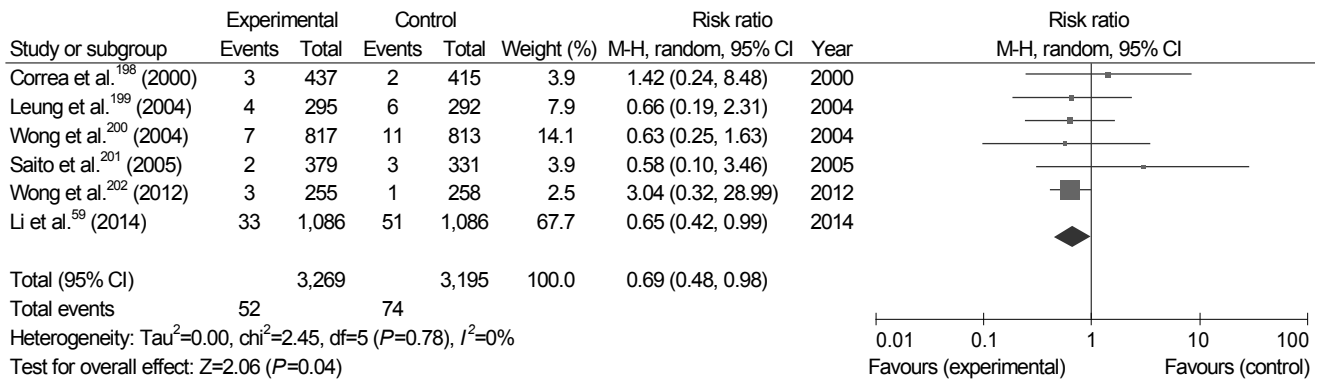 Experimental Control Risk ratio Risk ratio
Study or subgroup Events Total Events Total Weight (%) M-H, random, 95% CI Year M-H, random, 95% CI
Correa et al.198 (2000) 3 437 2 415 3.9 1.42 (0.24, 8.48) 2000
Leung et al.199 (2004) 4 295 6 292 7.9 0.66 (0.19, 2.31) 2004
Wong et al.200 (2004) 7 817 11 813 14.1 0.63 (0.25, 1.63) 2004
Saito et al.201 (2005) 2 379 3 331 3.9 0.58 (0.10, 3.46) 2005
Wong et al.202 (2012) 3 255 1 258 2.5 3.04 (0.32, 28.99) 2012
Li et al.59 (2014) 33 1,086 51 1,086 67.7 0.65 (0.42, 0.99) 2014
Total (95% CI) 3,269 3,195 100.0 0.69 (0.48, 0.98)
Total events 52 74
Heterogeneity: Tau2=0.00, chi2=2.45, df=5 (P=0.78), I2=0%
Test for overall effect: Z=2.06 (P=0.04)
0.01 0.1 1 10 100
Favours (experimental) Favours (control)